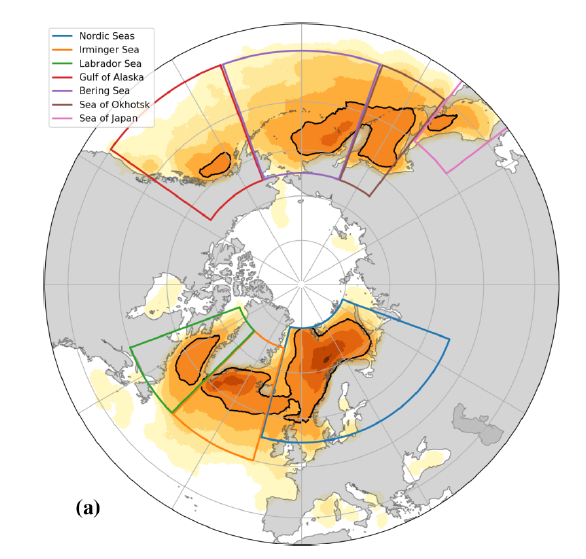 Nordic Seas
Irminger Sea
Labrador Sea
Gulf of Alaska
Bering Sea
Sea of Okhotsk
Sea of Japan
(a)